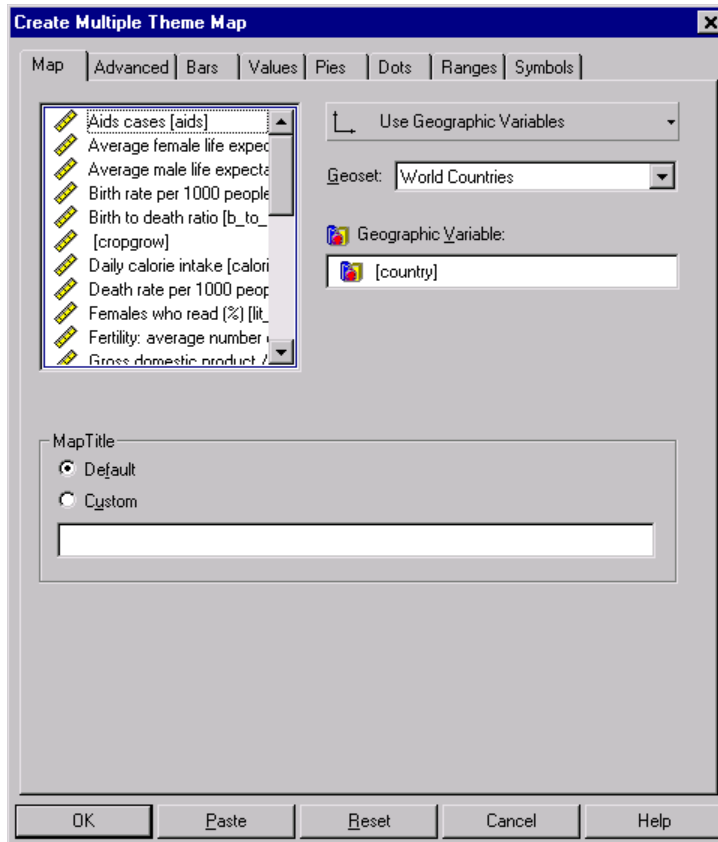 Create Multiple Theme Map
Map Advanced Bars Values Pies Dots Ranges Symbols
Aids cases [aids]
Average female life expec
Average male life expecta
Birth rate per 1000 people
Birth to death ratio [b_to_
[cropgrow]
Daily calorie intake [calori
Death rate per 1000 peop
Females who read (%) [lit_
Fertility: average number
Gross domestic product /
Use Geographic Variables
Geoset: World Countries
Geographic Variable:
[country]
MapTitle
Default
Custom
OK Paste Reset Cancel Help